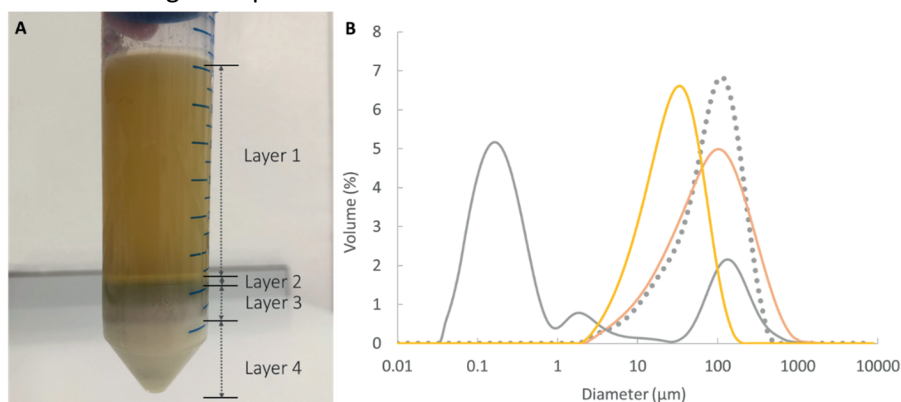 A
Layer 1
Layer 2
Layer 3
Layer 4
B
8
7
6
5
4
3
2
1
0
Volume (%)
0.01 0.1 1 10 100 1000 10000
Diameter (µm)